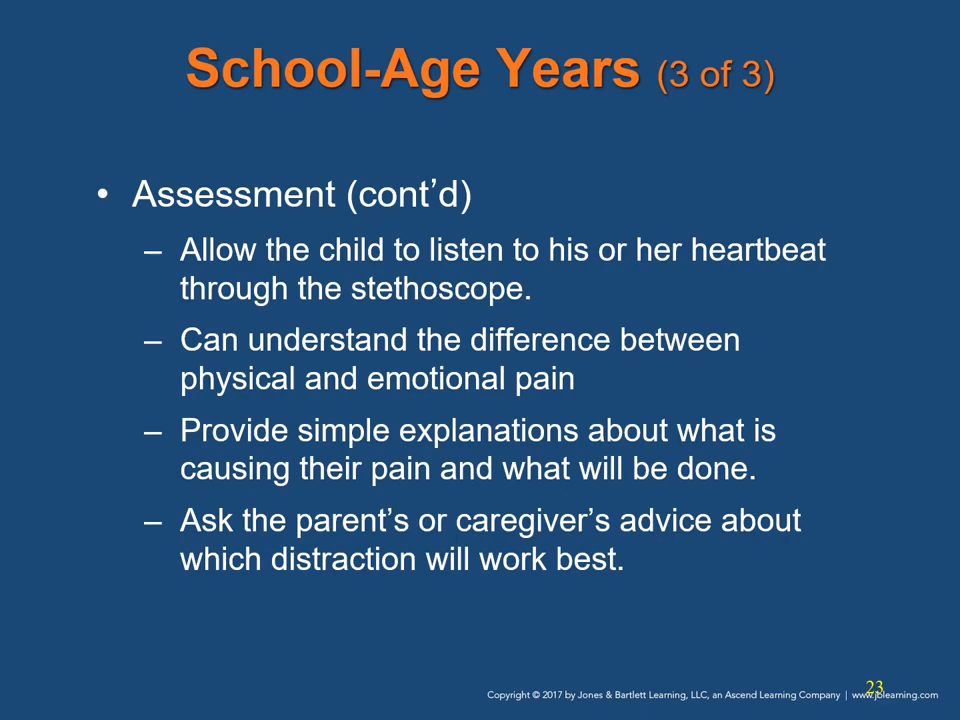 School-Age Years (3 of 3)
• Assessment (cont’d)
– Allow the child to listen to his or her heartbeat
through the stethoscope.
– Can understand the difference between
physical and emotional pain
– Provide simple explanations about what is
causing their pain and what will be done.
– Ask the parent’s or caregiver’s advice about
which distraction will work best.
23
Copyright © 2017 by Jones & Bartlett Learning, LLC, an Ascend Learning Company | www.jblearning.com